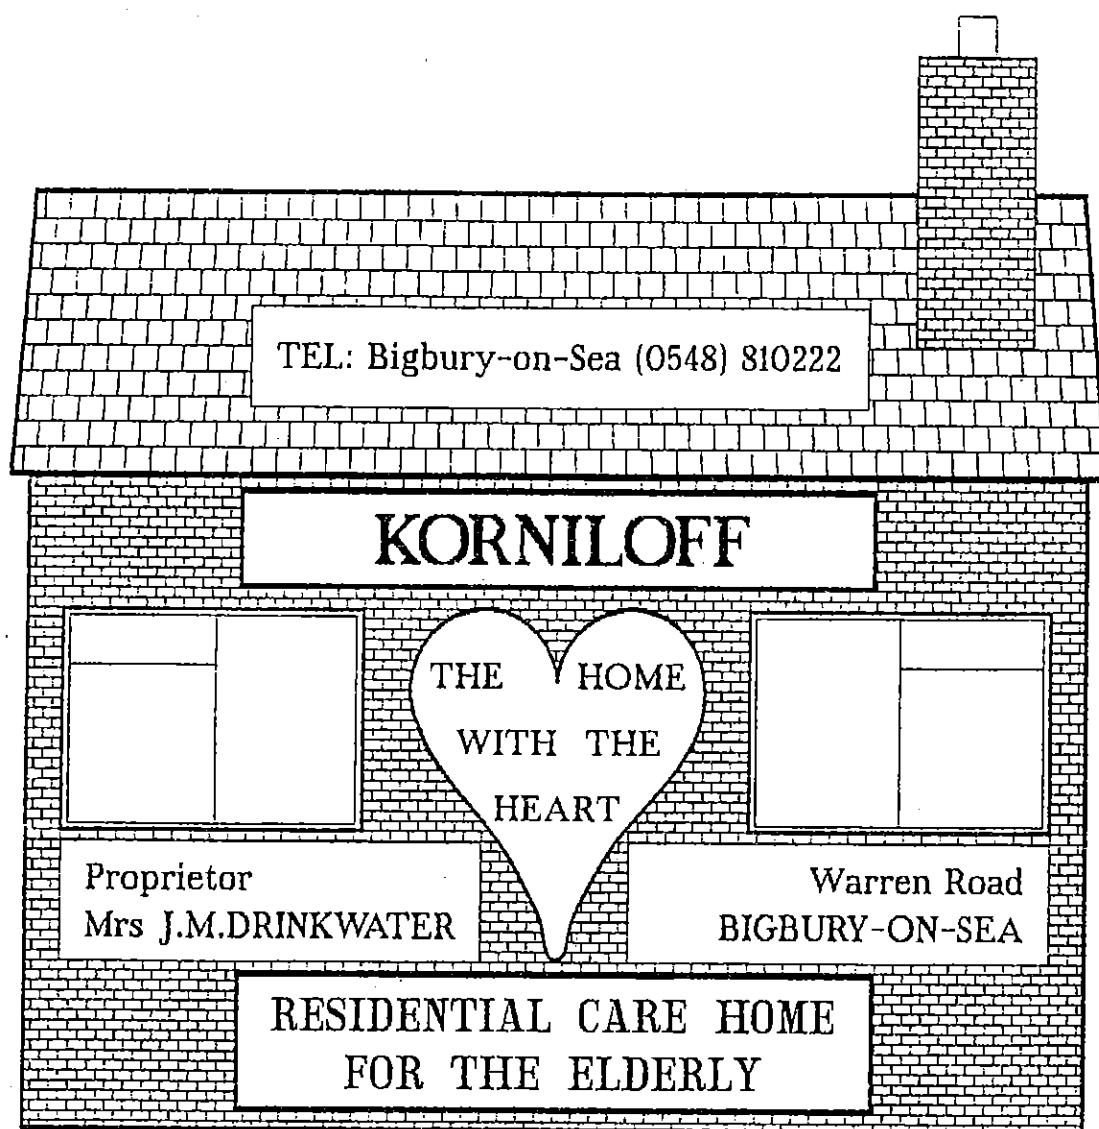 TEL: Bigbury-on-Sea (0548) 810222
KORNILOFF
THE HOME
WITH THE
HEART
Proprietor
Mrs J.M.DRINKWATER
Warren Road
BIGBURY-ON-SEA
RESIDENTIAL CARE HOME
FOR THE ELDERLY